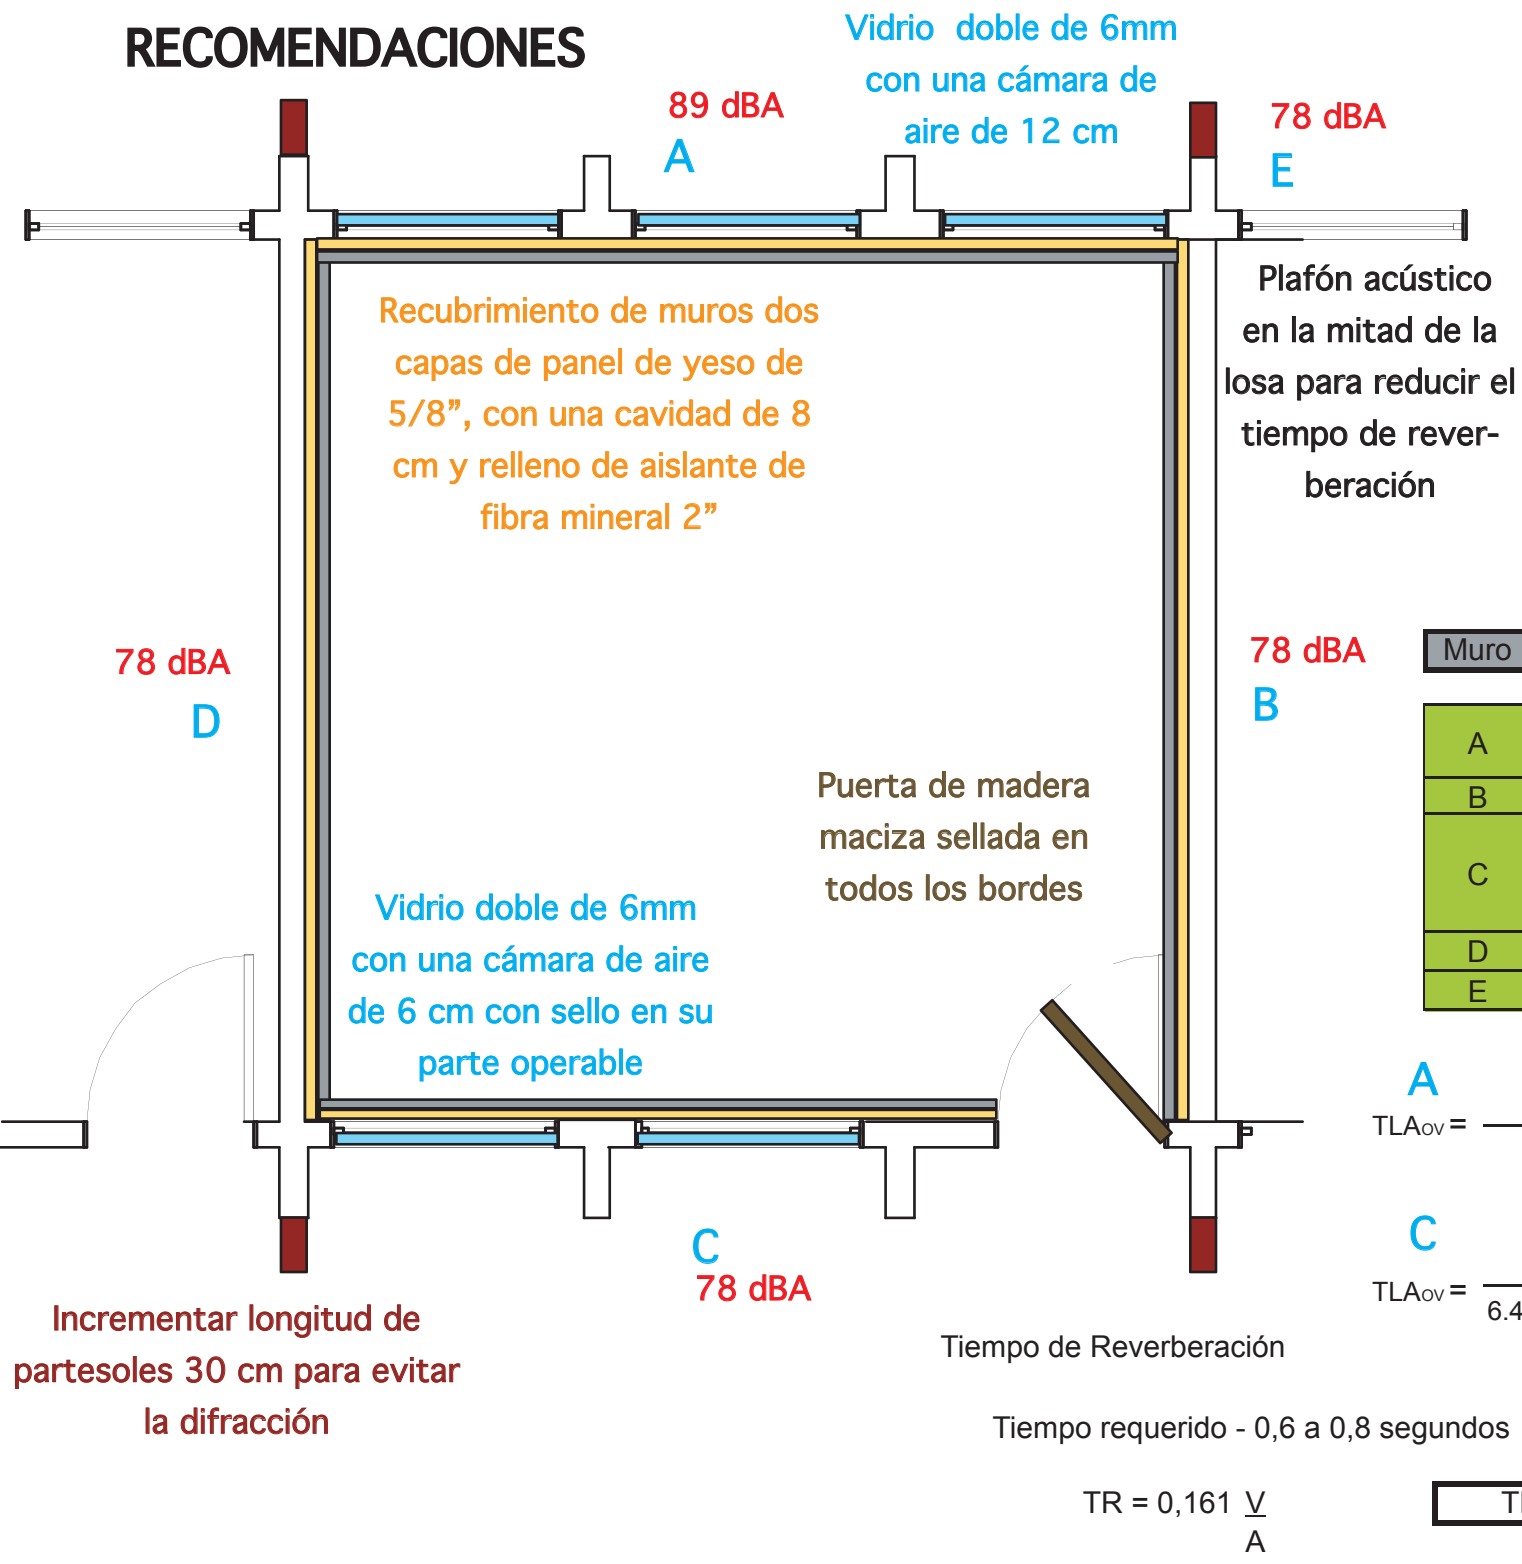 RECOMENDACIONES
Vidrio doble de 6mm
con una cámara de
aire de 12 cm
89 dBA
A
78 dBA
E
Recubrimiento de muros dos
capas de panel de yeso de
5/8”, con una cavidad de 8
cm y relleno de aislante de
fibra mineral 2”
Plafón acústico
en la mitad de la
losa para reducir el
tiempo de rever-
beración
78 dBA
D
78 dBA
B
Muro
A
B
C
D
E
Puerta de madera
maciza sellada en
todos los bordes
Vidrio doble de 6mm
con una cámara de aire
de 6 cm con sello en su
parte operable
A
TLAov =
C
TLAov =
6.4
C
78 dBA
Incrementar longitud de
partesoles 30 cm para evitar
la difracción
Tiempo de Reverberación
Tiempo requerido - 0,6 a 0,8 segundos
TR = 0,161 V
A